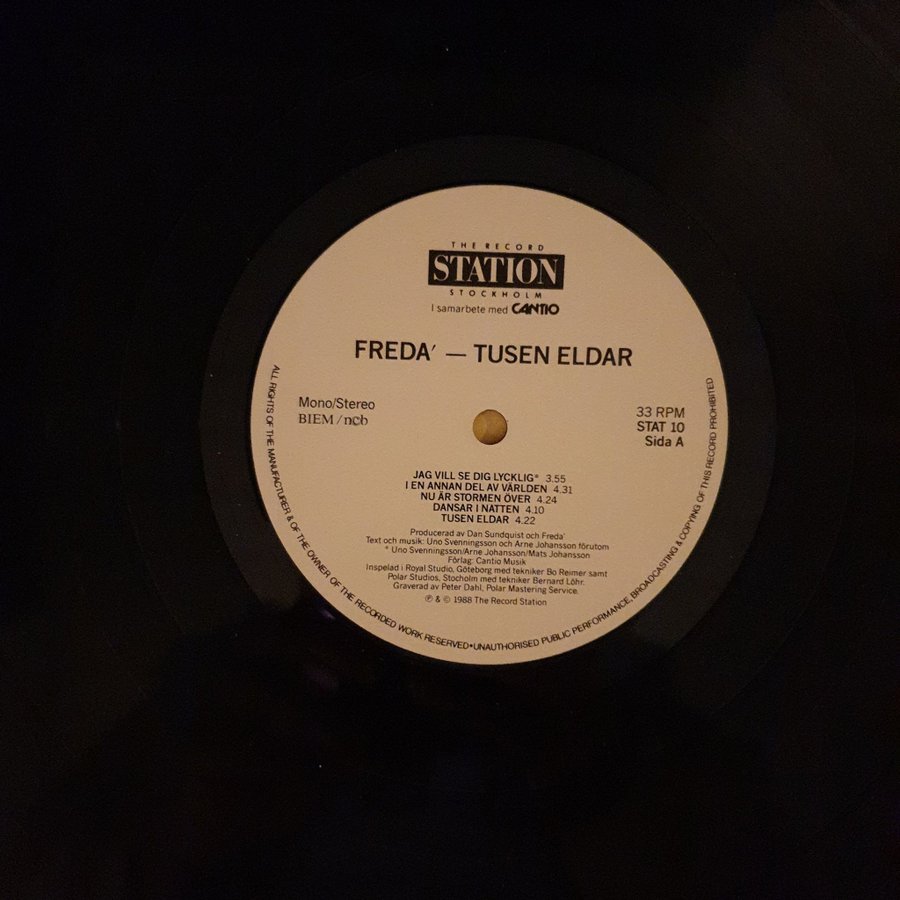 THE RECORD
STATION
STOCKHOLM
I samarbete med CANTIO
FREDA' — TUSEN ELDAR
Mono/Stereo
BIEM/ncb
33 RPM
STAT 10
Sida A
JAG VILL SE DIG LYCKLIG* 3.55
I EN ANNAN DEL AV VÄRLDEN 4.31
NU ÄR STORMEN ÖVER 4.24
DANSAR I NATTEN 4.10
TUSEN ELDAR 4.22
Producerad av Dan Sundquist och Freda'
Text och musik: Uno Svenningsson och Arne Johansson förutom
* Uno Svenningsson/Arne Johansson/Mats Johansson
Förlag: Cantio Musik
Inspelad i Royal Studio, Göteborg med tekniker Bo Reimer samt
Polar Studios, Stocholm med tekniker Bernard Löhr.
Graverad av Peter Dahl, Polar Mastering Service.
℗ & © 1988 The Record Station
ALL RIGHTS OF THE MANUFACTURER & OF THE OWNER OF THE RECORDED WORK RESERVED•UNAUTHORISED PUBLIC PERFORMANCE, BROADCASTING & COPYING OF THIS RECORD PROHIBITED